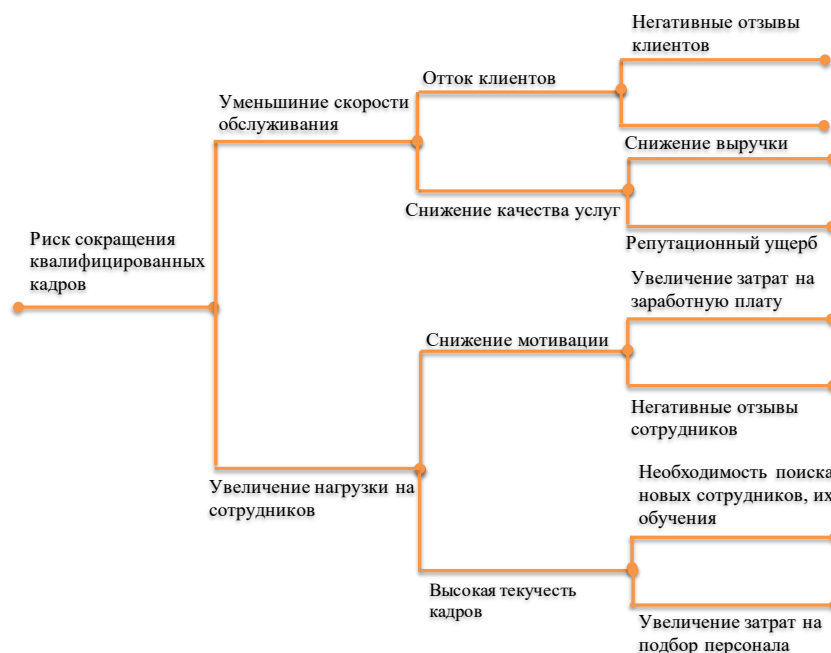 Негативные отзывы
клиентов
Отток клиентов
Уменьшиние скорости
обслуживания
Снижение выручки
Снижение качества услуг
Репутационный ущерб
Риск сокращения
квалифицированных
кадров
Увеличение затрат на
заработную плату
Снижение мотивации
Негативные отзывы
сотрудников
Увеличение нагрузки на
сотрудников
Необходимость поиска
новых сотрудников, их
обучения
Высокая текучесть
кадров
Увеличение затрат на
подбор персонала